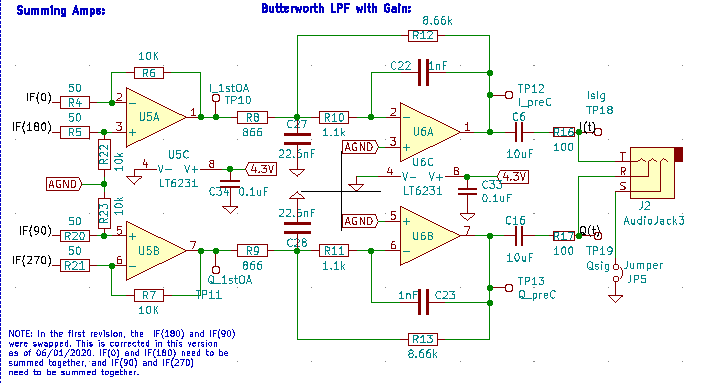 Summing Amps:
Butterworth LPF with Gain:
8.66k
R12
10K
R6
C22
1nF
50
IF(0)
R4
2
U5A
1
I_1stOA
TP10
R8
866
C27
22.6nF
R10
1.1k
2
U6A
1
TP12
I_preC
C6
10uF
Isig
TP18
I(t)
R16
100
50
IF(180)
R5
3
AGND
3
R22
10k
U5C
4
V-
V+
8
4.3V
LT6231
C34
0.1uF
U6C
4
V-
V+
8
4.3V
LT6231
C33
0.1uF
T
R
S
J2
AudioJack3
AGND
R23
10k
22.6nF
C28
AGND
50
IF(90)
R20
5
U5B
7
R9
866
R11
1.1k
5
U6B
7
6
C16
10uF
R17
100
Q(t)
TP19
Qsig
50
IF(270)
R21
6
Q_1stOA
TP11
R7
10K
1nF
C23
TP13
Q_preC
Jumper
JP5
R13
8.66k
NOTE: In the first revision, the  IF(180) and IF(90)
were swapped. This is corrected in this version
as of 06/01/2020. IF(0) and IF(180) need to be
summed together, and IF(90) and IF(270)
need to be summed together.